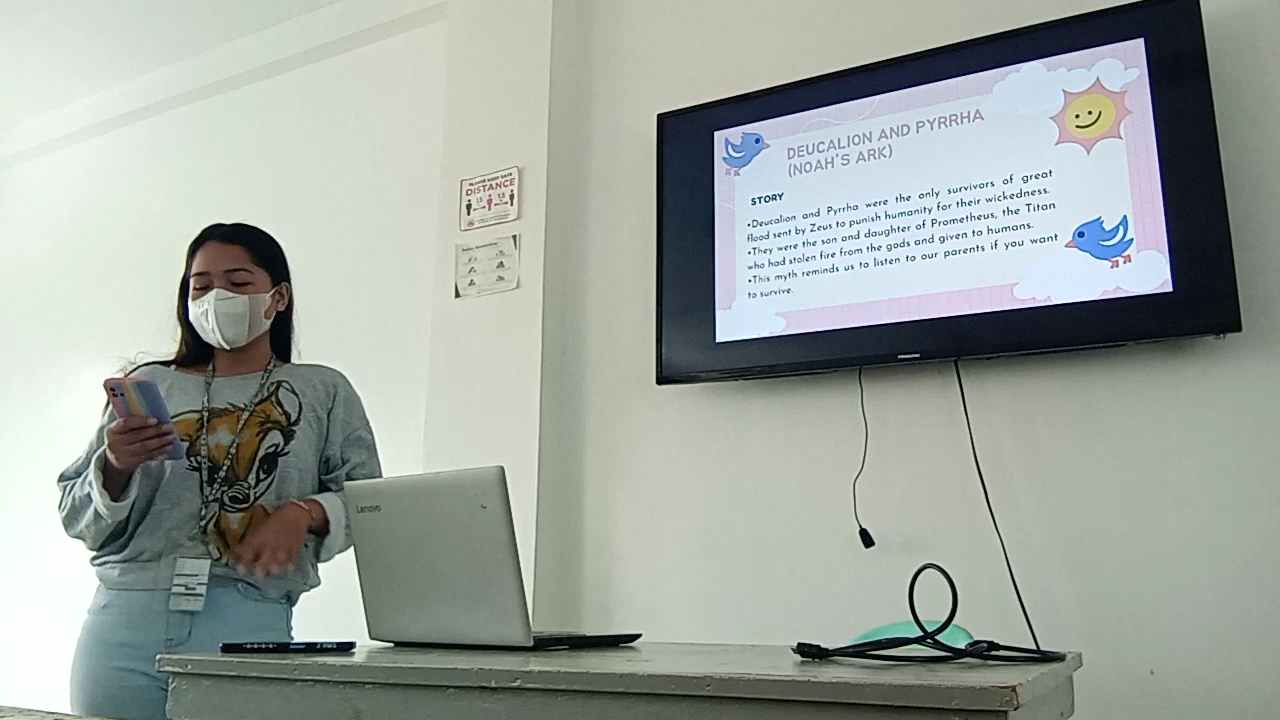 DEUCALION AND PYRRHA
(NOAH'S ARK)
STORY
•Deucalion and Pyrrha were the only survivors of great
flood sent by Zeus to punish humanity for their wickedness.
•They were the son and daughter of Prometheus, the Titan
who had stolen fire from the gods and given to humans.
•This myth reminds us to listen to our parents if you want
to survive.
PLEASE KEEP SAFE
DISTANCE
Lenovo